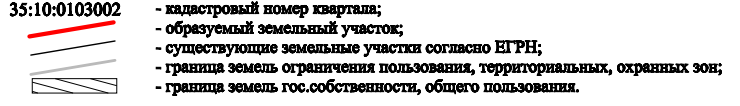 35:10:0103002 - кадастровый номер квартала;
- образуемый земельный участок;
- существующие земельные участки согласно ЕГРН;
- граница земель ограничения пользования, территориальных, охранных зон;
- граница земель гос.собственности, общего пользования.